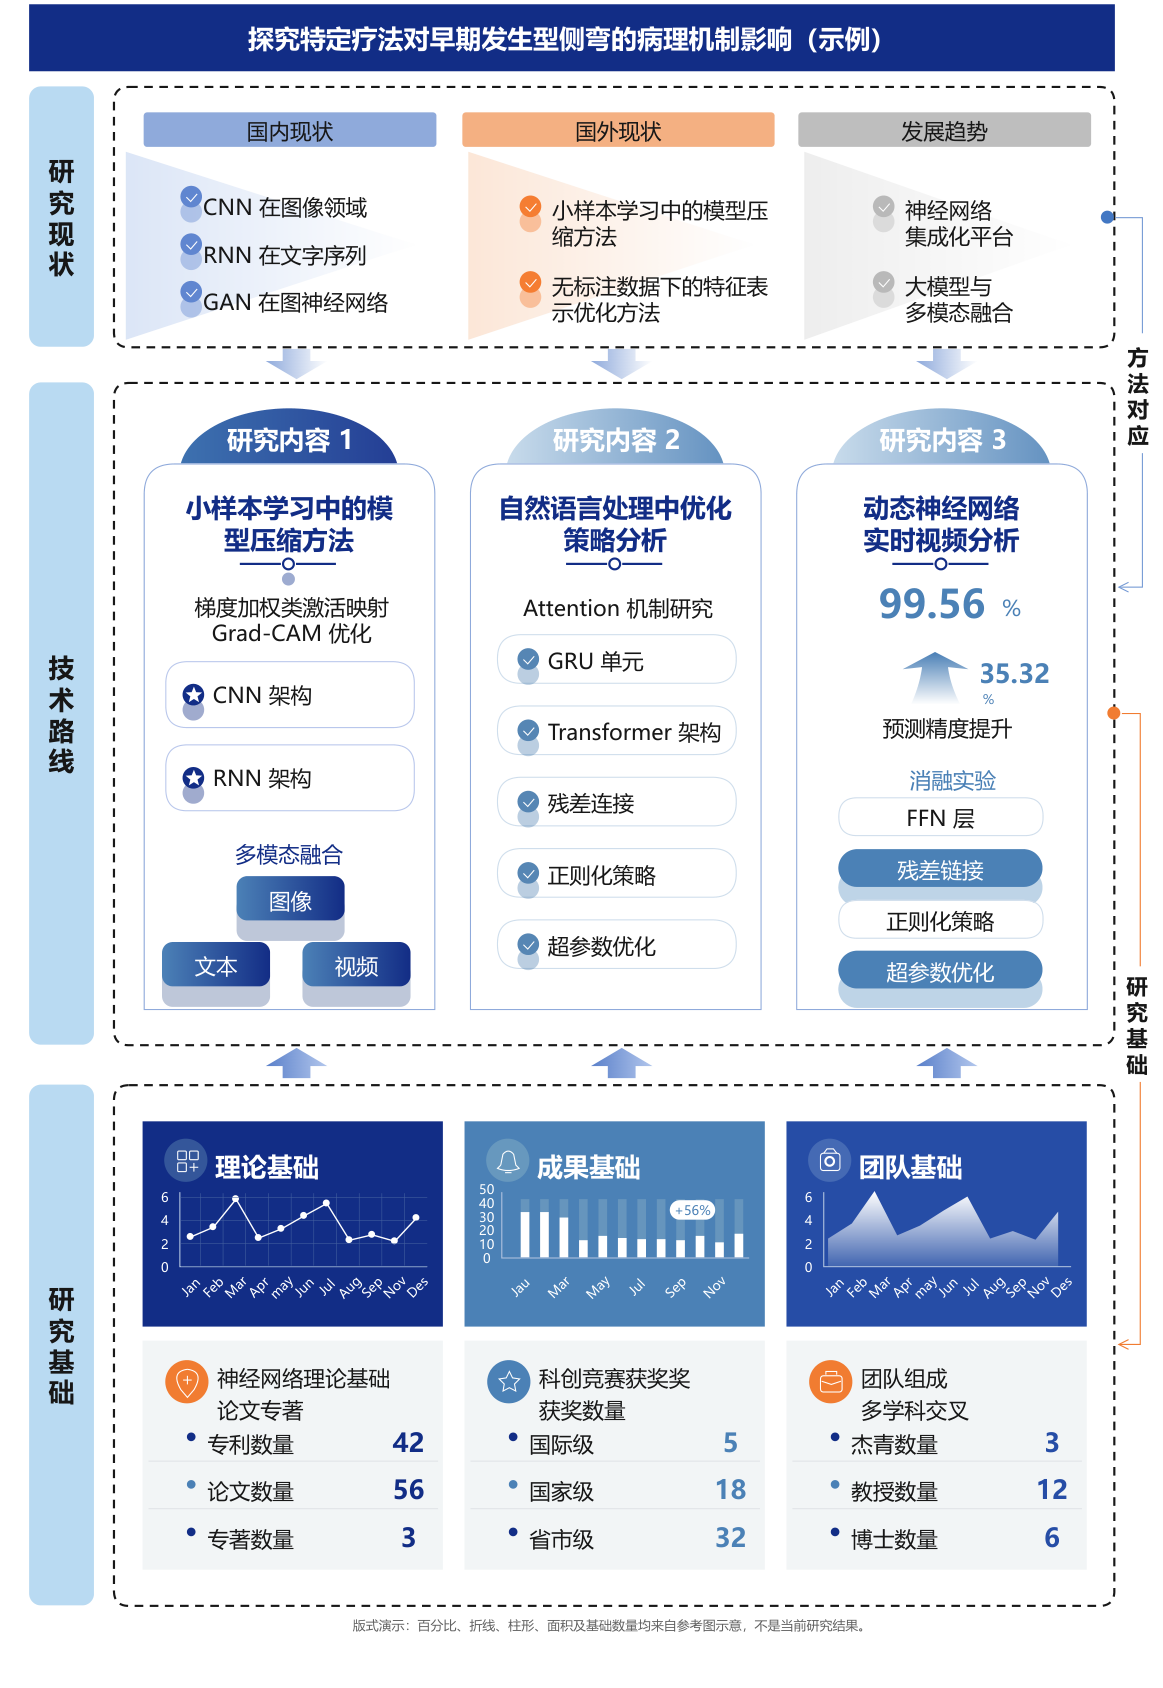 探究特定疗法对早期发生型侧弯的病理机制影响（示例）
研究现状
国内现状
CNN 在图像领域
RNN 在文字序列
GAN 在图神经网络
国外现状
小样本学习中的模型压
缩方法
无标注数据下的特征表
示优化方法
发展趋势
神经网络
集成化平台
大模型与
多模态融合
方法对应
技术路线
研究内容 1
小样本学习中的模
型压缩方法
梯度加权类激活映射
Grad-CAM 优化
CNN 架构
RNN 架构
多模态融合
图像
文本
视频
研究内容 2
自然语言处理中优化
策略分析
Attention 机制研究
GRU 单元
Transformer 架构
残差连接
正则化策略
超参数优化
研究内容 3
动态神经网络
实时视频分析
99.56 %
35.32
%
预测精度提升
消融实验
FFN 层
残差链接
正则化策略
超参数优化
研究基础
研究基础
理论基础
6
4
2
0
Jan Feb Mar Apr may Jun Jul Aug Sep Nov Des
成果基础
50
40
30
20
10
0
+56%
Jau Mar May Jul Sep Nov
团队基础
6
4
2
0
Jan Feb Mar Apr may Jun Jul Aug Sep Nov Des
神经网络理论基础
论文专著
专利数量 42
论文数量 56
专著数量 3
科创竞赛获奖奖
获奖数量
国际级 5
国家级 18
省市级 32
团队组成
多学科交叉
杰青数量 3
教授数量 12
博士数量 6
版式演示：百分比、折线、柱形、面积及基础数量均来自参考图示意，不是当前研究结果。